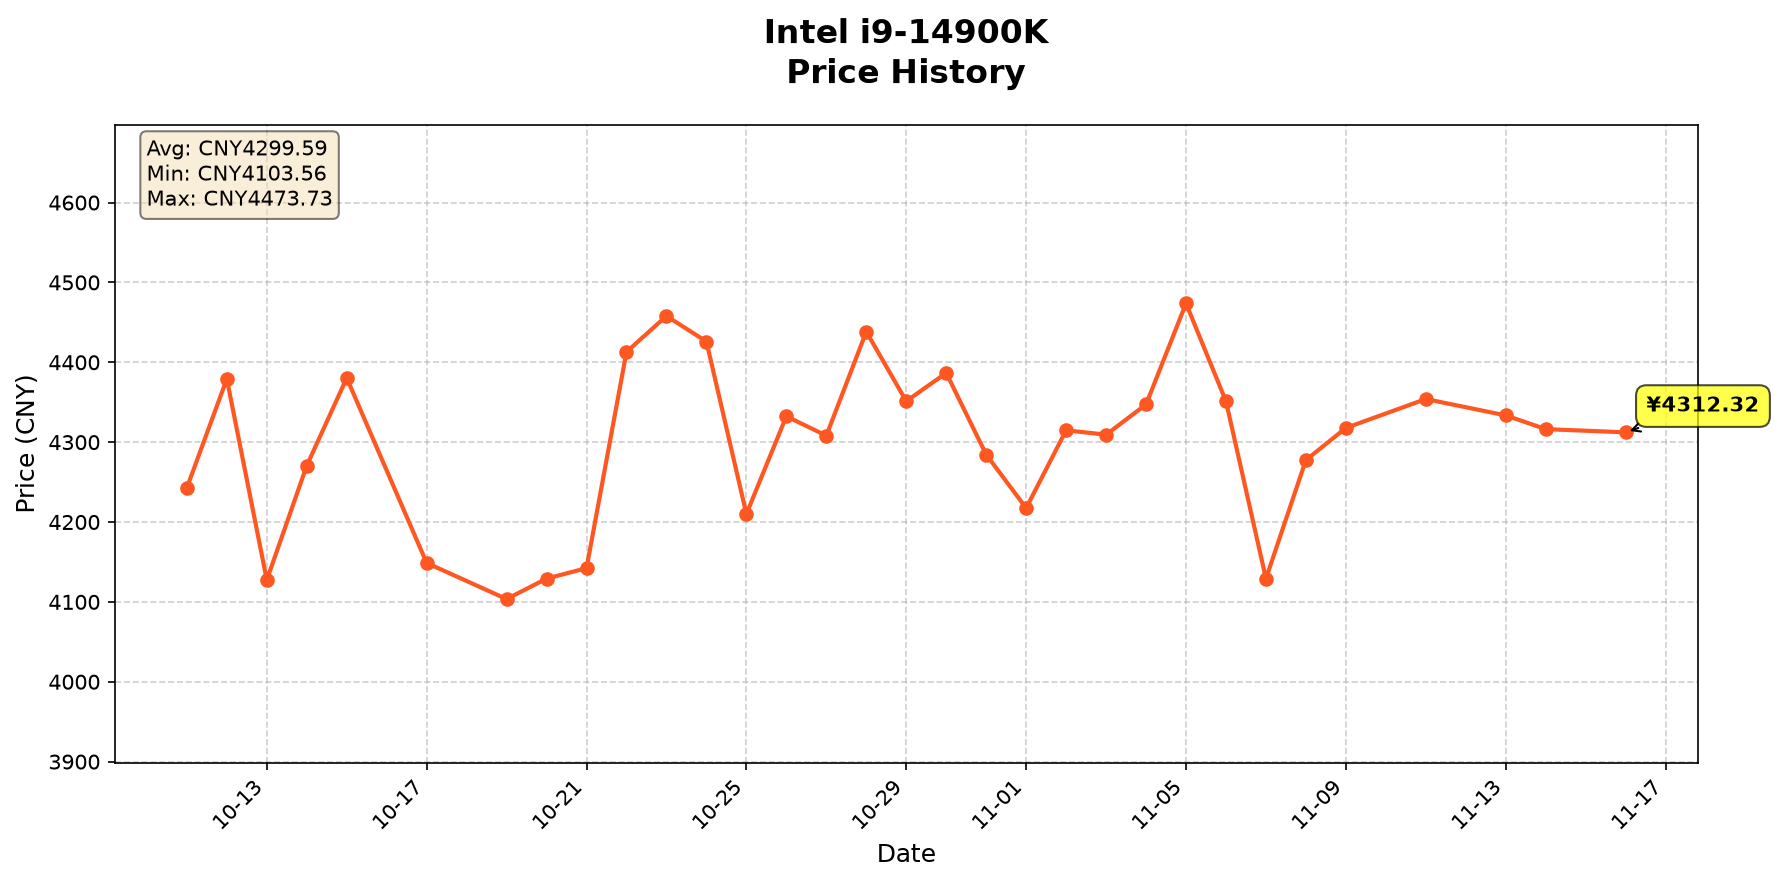 Intel i9-14900K
Price History
Avg: CNY4299.59
Min: CNY4103.56
Max: CNY4473.73
4600
4500
4400
4300
4200
4100
4000
3900
Price (CNY)
¥4312.32
10-13
10-17
10-21
10-25
10-29
11-01
11-05
11-09
11-13
11-17
Date